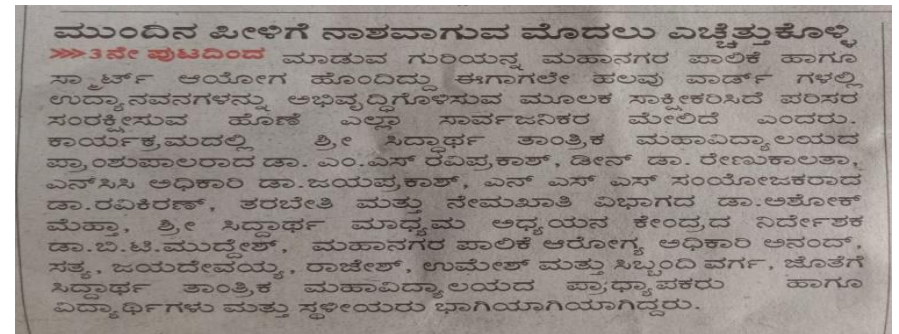 ಮುಂದಿನ ಪೀಳಿಗೆ ನಾಶವಾಗುವ ಮೊದಲು ಎಚ್ಚೆತ್ತುಕೊಳ್ಳಿ
>>> 3ನೇ ಪುಟದಿಂದ ಮಾಡುವ ಗುರಿಯನ್ನ ಮಹಾನಗರ ಪಾಲಿಕೆ ಹಾಗೂ
ಸ್ಮಾರ್ಟ್ ಆಯೋಗ ಹೊಂದಿದ್ದು ಈಗಾಗಲೇ ಹಲವು ವಾರ್ಡ್ ಗಳಲ್ಲಿ
ಉದ್ಯಾನವನಗಳನ್ನು ಅಭಿವೃದ್ಧಿಗೊಳಿಸುವ ಮೂಲಕ ಸಾಕ್ಷೀಕರಿಸಿದೆ ಪರಿಸರ
ಸಂರಕ್ಷಿಸುವ ಹೊಣೆ ಎಲ್ಲಾ ಸಾರ್ವಜನಿಕರ ಮೇಲಿದೆ ಎಂದರು.
ಕಾರ್ಯಕ್ರಮದಲ್ಲಿ ಶ್ರೀ ಸಿದ್ಧಾರ್ಥ ತಾಂತ್ರಿಕ ಮಹಾವಿದ್ಯಾಲಯದ
ಪ್ರಾಂಶುಪಾಲರಾದ ಡಾ. ಎಂ.ಎಸ್ ರವಿಪ್ರಕಾಶ್, ಡೀನ್ ಡಾ. ರೇಣುಕಾಲತಾ,
ಎನ್‌ಸಿಸಿ ಅಧಿಕಾರಿ ಡಾ.ಜಯಪ್ರಕಾಶ್, ಎನ್ ಎಸ್ ಎಸ್ ಸಂಯೋಜಕರಾದ
ಡಾ.ರವಿಕಿರಣ್, ತರಬೇತಿ ಮತ್ತು ನೇಮಖಾತಿ ವಿಭಾಗದ ಡಾ.ಅಶೋಕ್
ಮೆಹ್ತಾ, ಶ್ರೀ ಸಿದ್ಧಾರ್ಥ ಮಾಧ್ಯಮ ಅಧ್ಯಯನ ಕೇಂದ್ರದ ನಿರ್ದೇಶಕ
ಡಾ.ಬಿ.ಟಿ.ಮುದ್ದೇಶ್, ಮಹಾನಗರ ಪಾಲಿಕೆ ಆರೋಗ್ಯ ಅಧಿಕಾರಿ ಆನಂದ್,
ಸತ್ಯ, ಜಯದೇವಯ್ಯ, ರಾಜೇಶ್, ಉಮೇಶ್ ಮತ್ತು ಸಿಬ್ಬಂದಿ ವರ್ಗ, ಜೊತೆಗೆ
ಸಿದ್ಧಾರ್ಥ ತಾಂತ್ರಿಕ ಮಹಾವಿದ್ಯಾಲಯದ ಪ್ರಾಧ್ಯಾಪಕರು ಹಾಗೂ
ವಿದ್ಯಾರ್ಥಿಗಳು ಮತ್ತು ಸ್ಥಳೀಯರು ಭಾಗಿಯಾಗಿಯಾಗಿದ್ದರು.